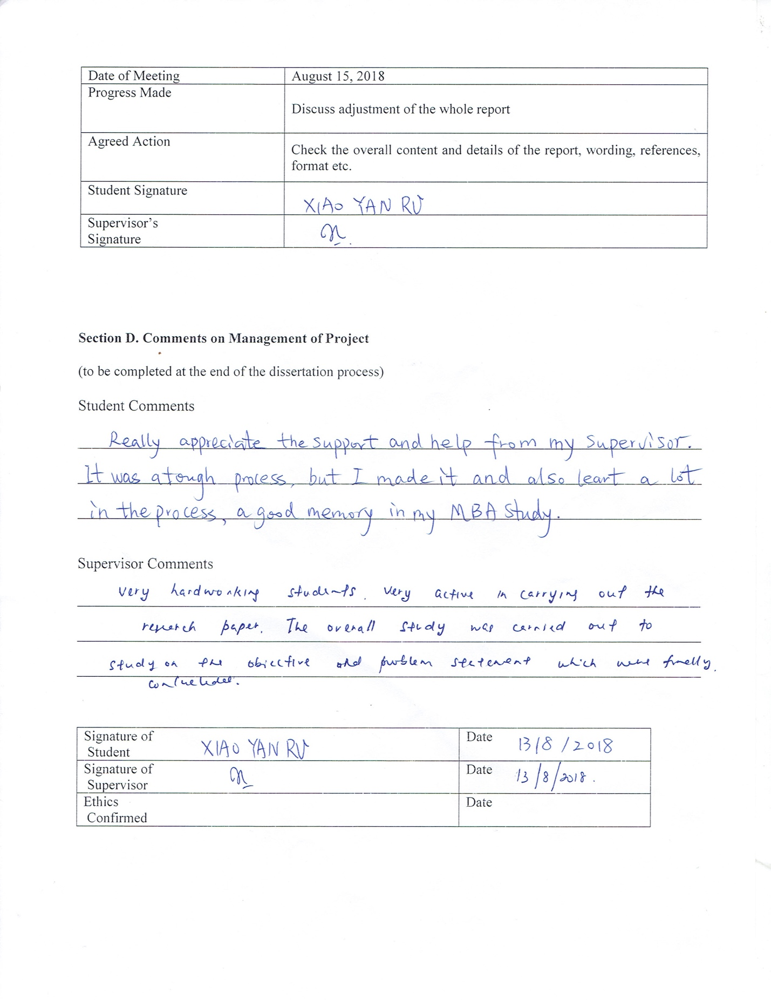 Date of Meeting August 15, 2018
Progress Made
Discuss adjustment of the whole report
Agreed Action
Check the overall content and details of the report, wording, references,
format etc.
Student Signature
XIAO YAN RU
Supervisor's
Signature
Section D. Comments on Management of Project
(to be completed at the end of the dissertation process)
Student Comments
Really appreciate the support and help from my supervisor.
It was a tough process, but I made it and also leart a lot
in the process, a good memory in my MBA study.
Supervisor Comments
Very hardworking students. Very active in carrying out the
research paper. The overall study was carried out to
study on the objective and problem statement which were finally
concluded.
Signature of
Student
XIAO YAN RU
Date 13/8/2018
Signature of
Supervisor
Date 13/8/2018.
Ethics
Confirmed
Date